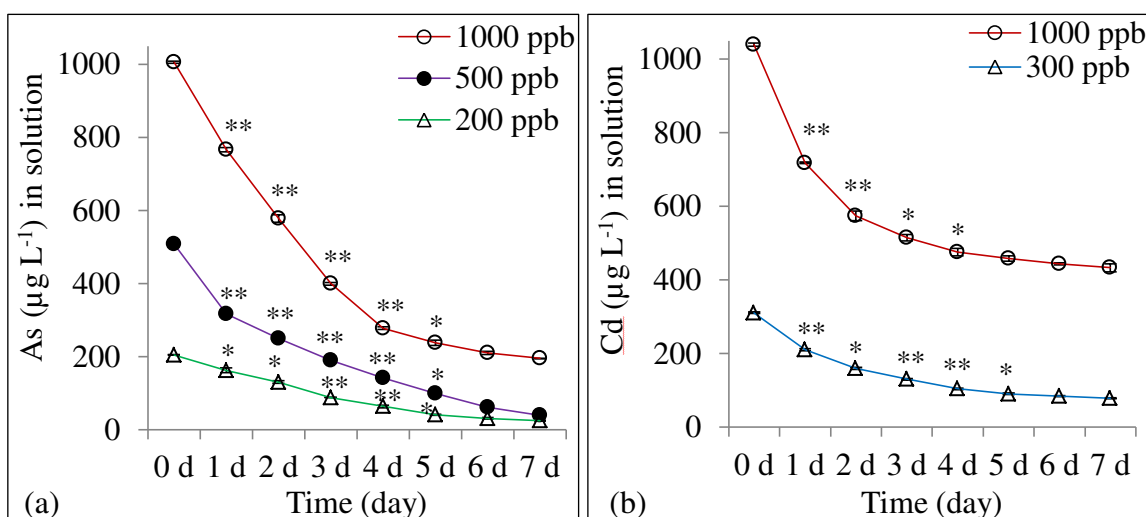 1000 ppb
500 ppb
200 ppb
As (µg L⁻¹) in solution
1000
800
600
400
200
0
**
**
**
**
*
**
**
**
**
*
*
*
**
**
*
0 d 1 d 2 d 3 d 4 d 5 d 6 d 7 d
Time (day)
(a)
1000 ppb
300 ppb
Cd (µg L⁻¹) in solution
1000
800
600
400
200
0
**
**
*
*
**
*
**
**
*
0 d 1 d 2 d 3 d 4 d 5 d 6 d 7 d
Time (day)
(b)